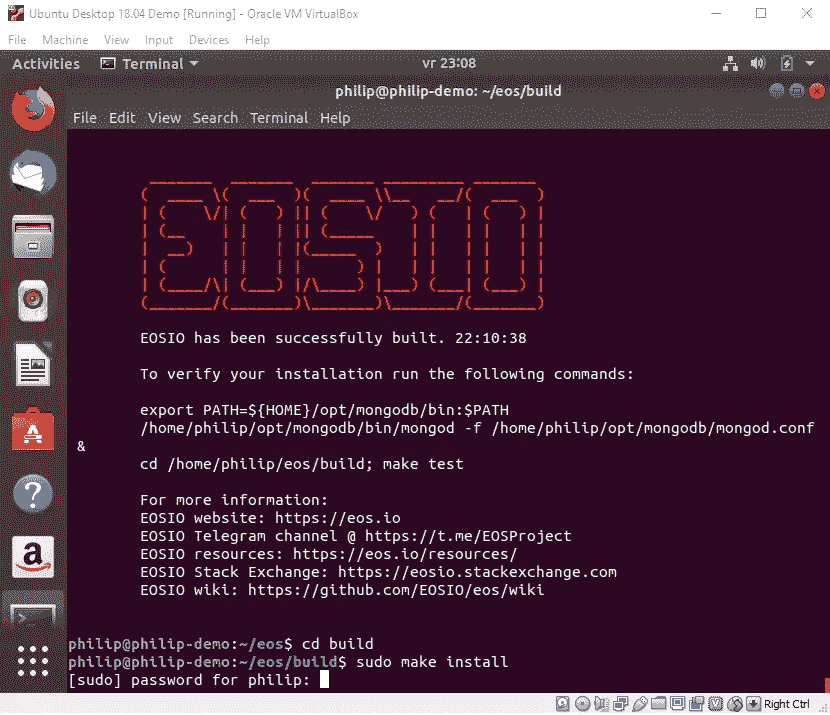 Ubuntu Desktop 18.04 Demo [Running] - Oracle VM VirtualBox
File Machine View Input Devices Help
Activities Terminal vr 23:08
philip@philip-demo: ~/eos/build
File Edit View Search Terminal Help
EOSIO
EOSIO has been successfully built. 22:10:38
To verify your installation run the following commands:
export PATH=${HOME}/opt/mongodb/bin:$PATH
/home/philip/opt/mongodb/bin/mongod -f /home/philip/opt/mongodb/mongod.conf
&
cd /home/philip/eos/build; make test
For more information:
EOSIO website: https://eos.io
EOSIO Telegram channel @ https://t.me/EOSProject
EOSIO resources: https://eos.io/resources/
EOSIO Stack Exchange: https://eosio.stackexchange.com
EOSIO wiki: https://github.com/EOSIO/eos/wiki
philip@philip-demo:~/eos$ cd build
philip@philip-demo:~/eos/build$ sudo make install
[sudo] password for philip:
Right Ctrl